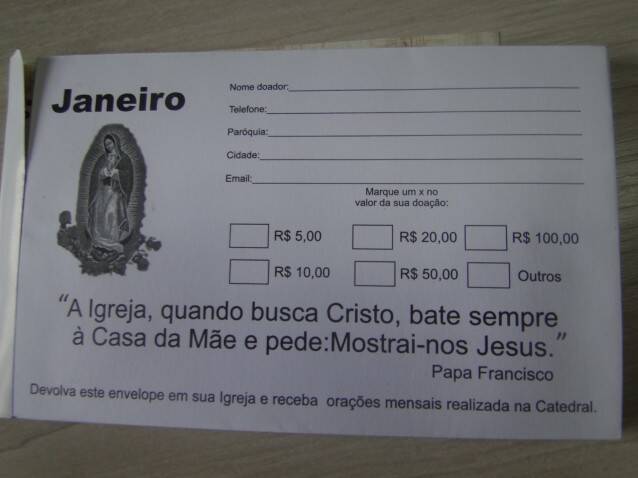 Janeiro
Nome doador:
Telefone:
Paróquia:
Cidade:
Email:
Marque um x no
valor da sua doação:
R$ 5,00 R$ 20,00 R$ 100,00
R$ 10,00 R$ 50,00 Outros
“A Igreja, quando busca Cristo, bate sempre
à Casa da Mãe e pede:Mostrai-nos Jesus.”
Papa Francisco
Devolva este envelope em sua Igreja e receba orações mensais realizada na Catedral.